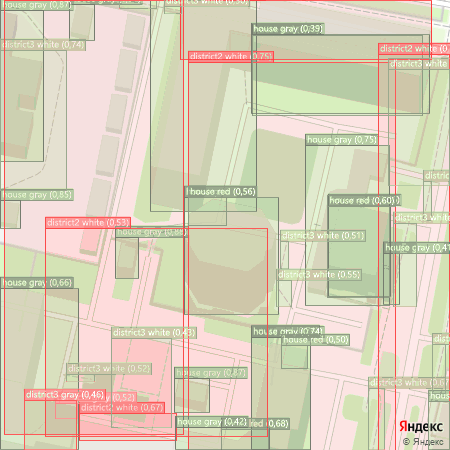 house gray (0,39)
district3 white (0,74)
district2 white (0,75)
district3 white (0,
house gray (0,75)
house gray (0,85)
house red (0,56)
house red (0,60)
district2 white (0,53)
house gray
district3 white (0.51)
house gray (0,41
district3 white (0.55)
house gray (0,66)
district3 white (0,43)
house gray (0,74)
house red (0,50)
district3 white (0,52)
house gray (0,87)
district3 white (0,67
district3 gray (0,46)
(0,52)
district2 white (0,67)
house gray (0,42)
red (0,68)
Яндекс
© Яндекс